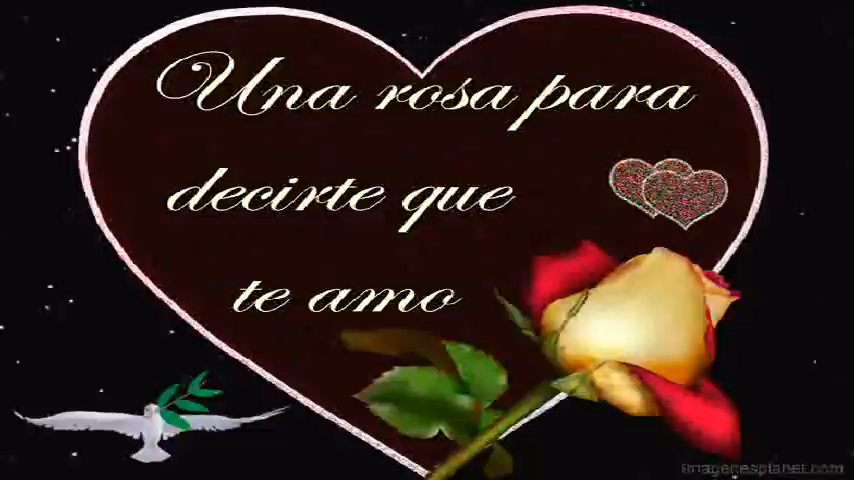 Una rosa para
decirte que
te amo
imagenesplanet.com